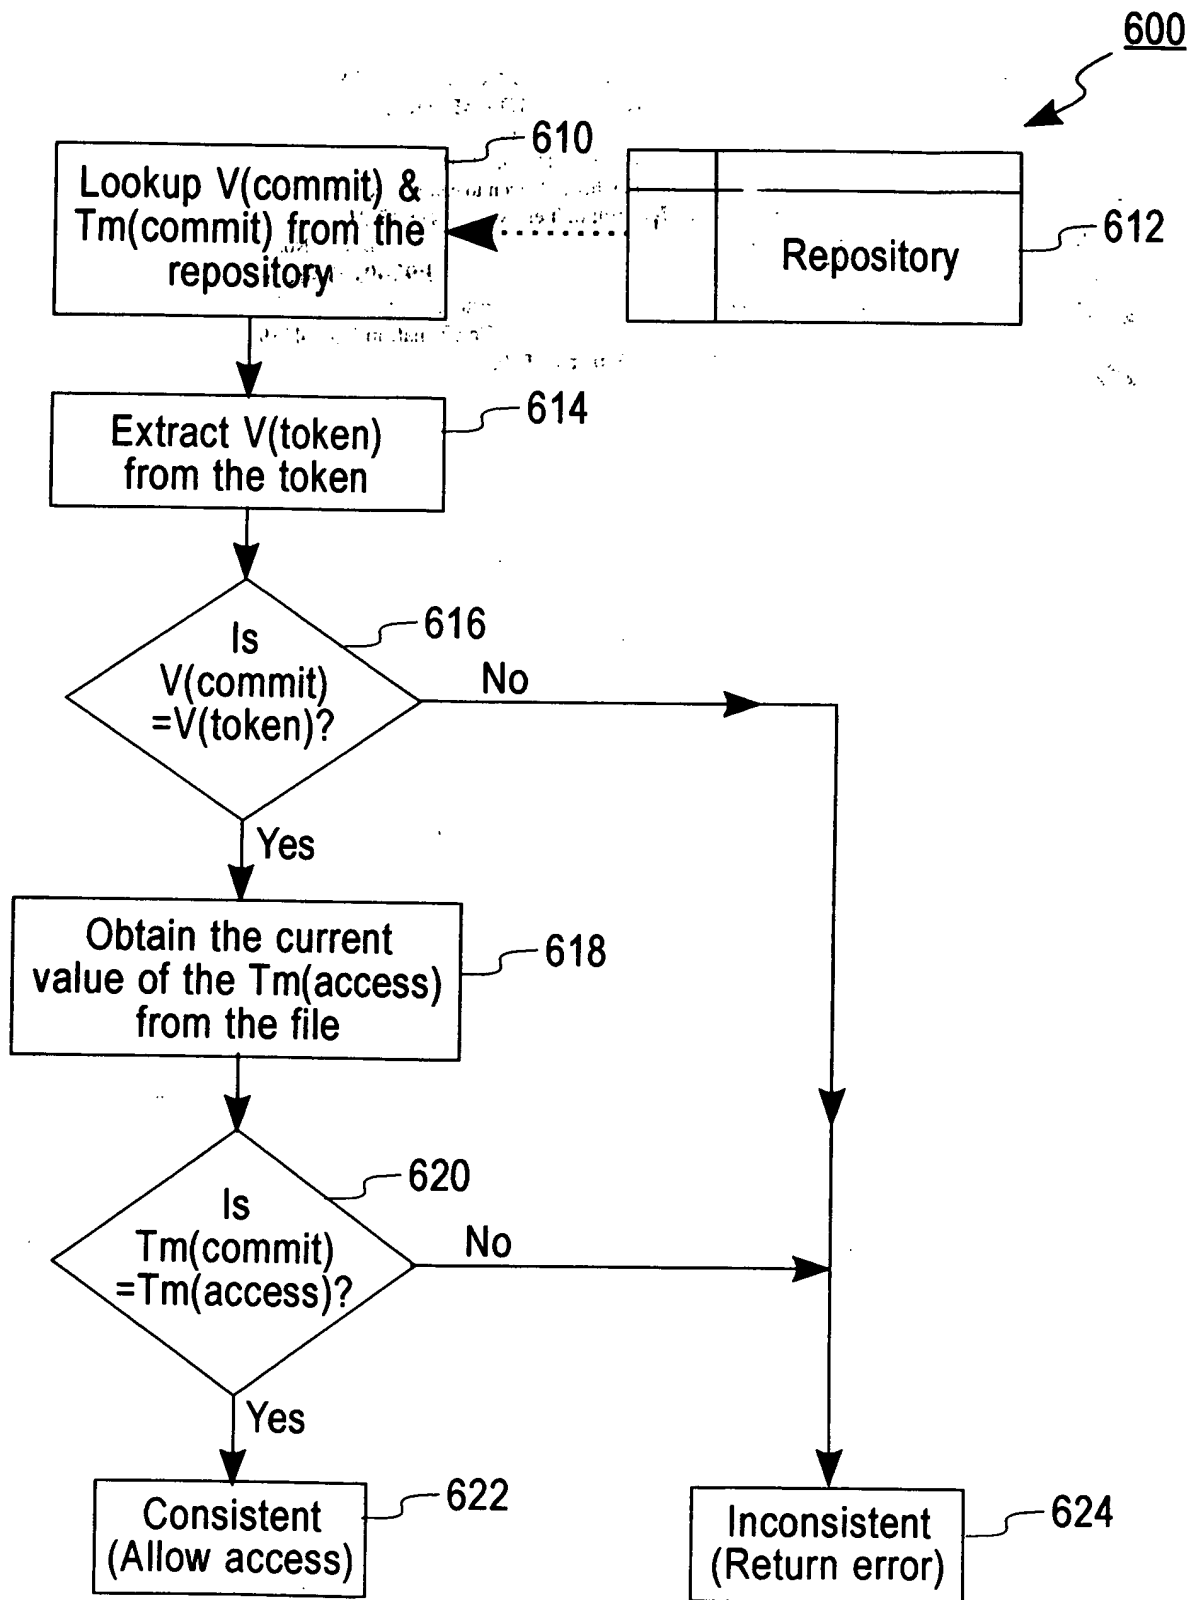 600
610
Lookup V(commit) &
Tm(commit) from the
repository
Repository
612
614
Extract V(token)
from the token
616
Is
V(commit)
=V(token)?
No
Yes
Obtain the current
value of the Tm(access)
from the file
618
620
Is
Tm(commit)
=Tm(access)?
No
Yes
Consistent
(Allow access)
622
Inconsistent
(Return error)
624